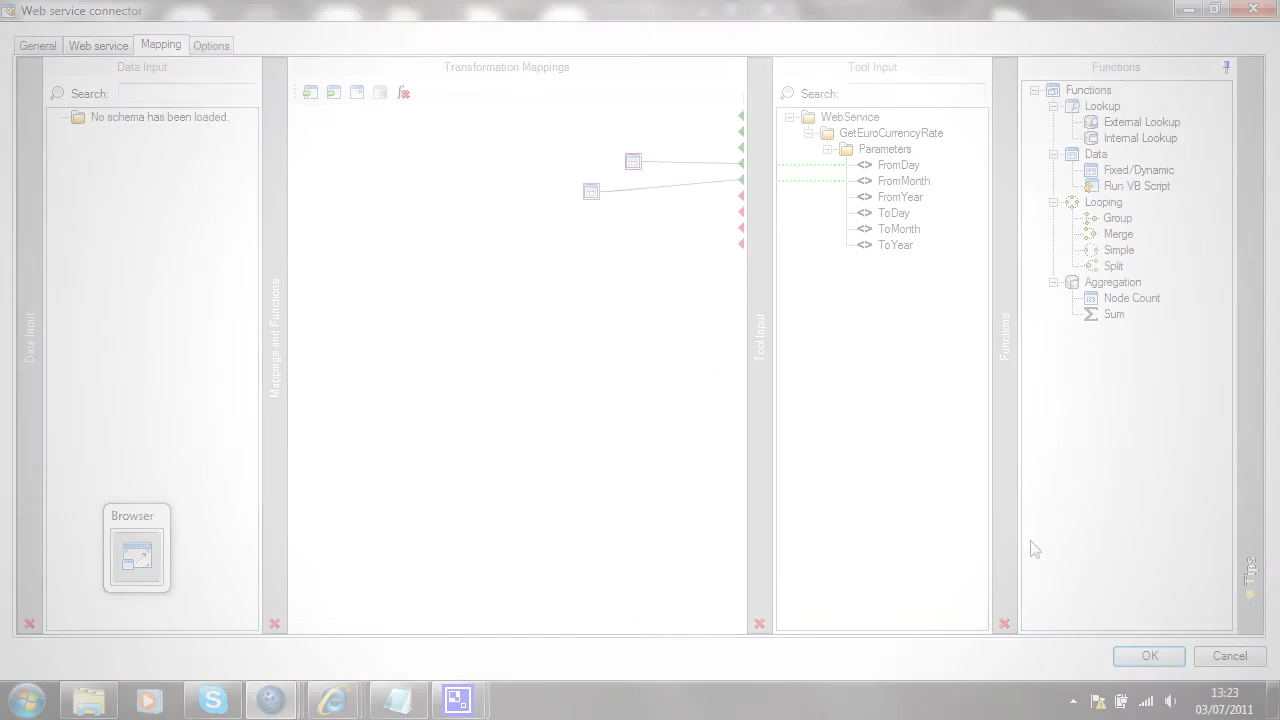 Web service connector
General
Web service
Mapping
Options
Data Input
Transformation Mappings
Tool Input
Functions
Search:
Search:
No schema has been loaded.
WebService
GetEuroCurrencyRate
Parameters
FromDay
FromMonth
FromYear
ToDay
ToMonth
ToYear
Functions
Lookup
External Lookup
Internal Lookup
Data
Fixed/Dynamic
Run VB Script
Looping
Group
Merge
Simple
Split
Aggregation
Node Count
Sum
Data Input
Mappings and Functions
Tool Input
Functions
Tips
Browser
OK
Cancel
13:23
03/07/2011